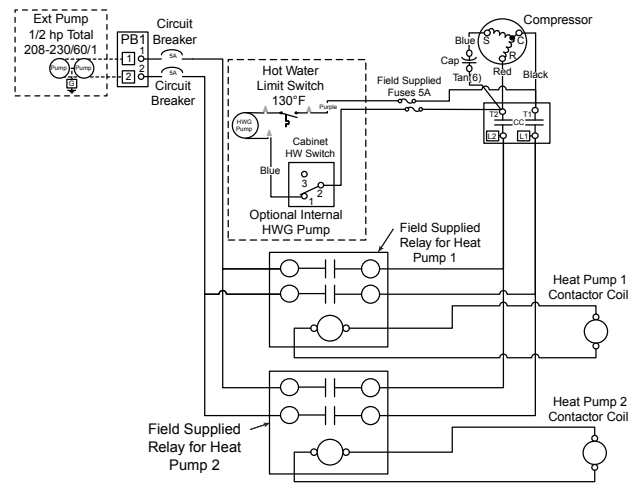 Ext Pump
1/2 hp Total
208-230/60/1
Pump
Pump
G
PB1
1
1
2
2
Circuit
Breaker
5A
5A
Circuit
Breaker
Hot Water
Limit Switch
130°F
Purple
HWG
Pump
Blue
Cabinet
HW Switch
3
2
1
Optional Internal
HWG Pump
Field Supplied
Fuses 5A
Compressor
Blue
S
C
R
Cap
Tan(6)
Red
Black
T2
T1
CC
L2
L1
Field Supplied
Relay for Heat
Pump 1
Heat Pump 1
Contactor Coil
Heat Pump 2
Contactor Coil
Field Supplied
Relay for Heat
Pump 2